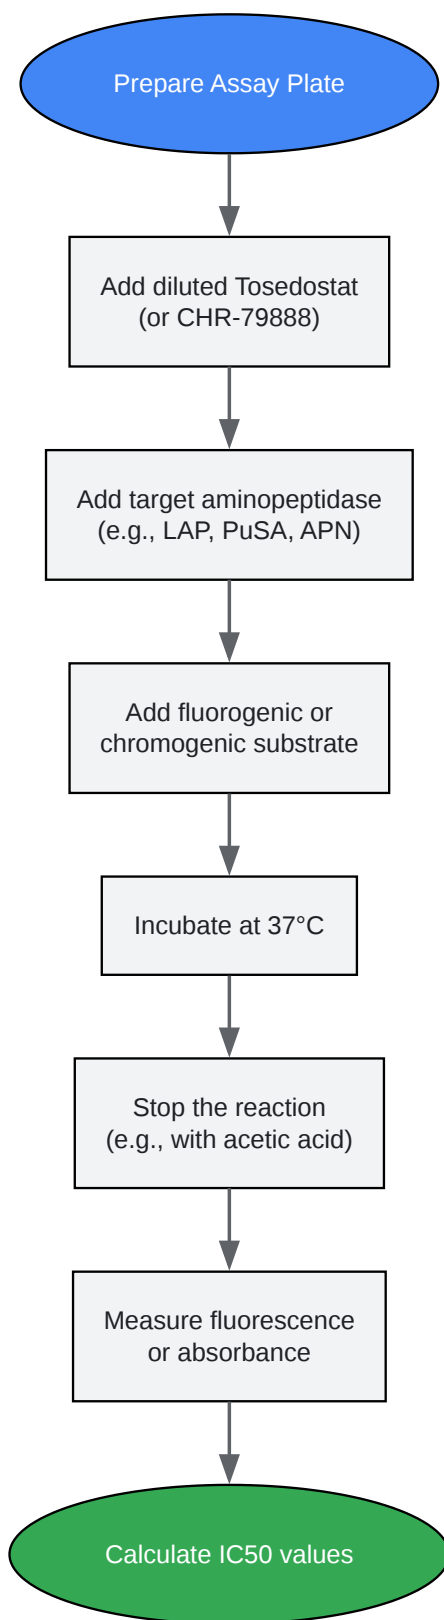 Prepare Assay Plate
Add diluted Tosedostat
(or CHR-79888)
Add target aminopeptidase
(e.g., LAP, PuSA, APN)
Add fluorogenic or
chromogenic substrate
Incubate at 37°C
Stop the reaction
(e.g., with acetic acid)
Measure fluorescence
or absorbance
Calculate IC50 values